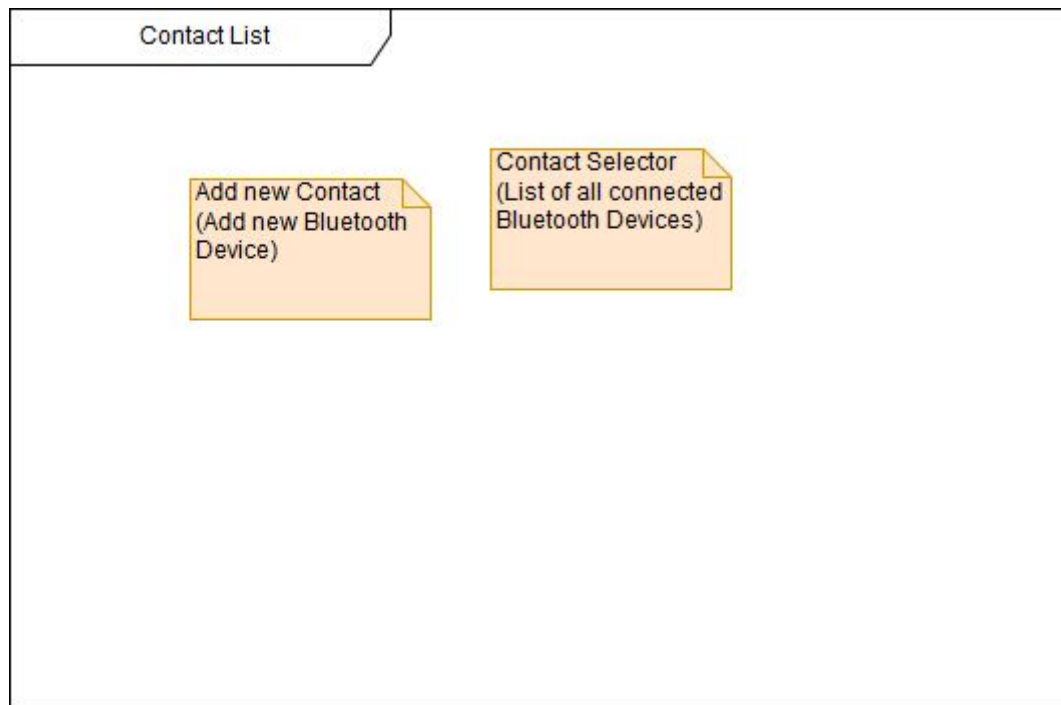 Contact List
Add new Contact
(Add new Bluetooth
Device)
Contact Selector
(List of all connected
Bluetooth Devices)